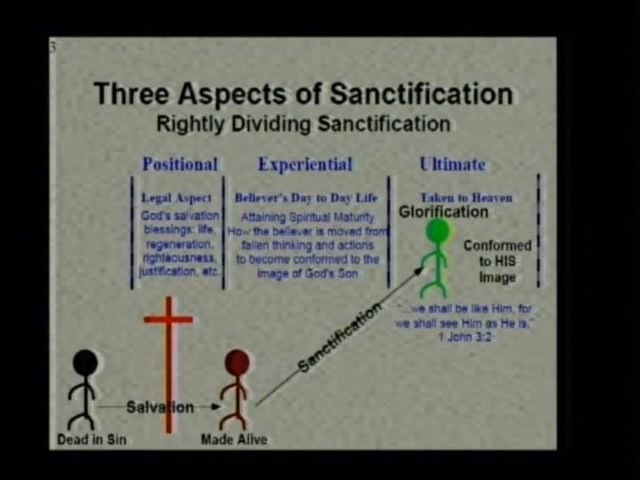 3
Three Aspects of Sanctification
Rightly Dividing Sanctification
Positional
Legal Aspect
God's salvation
blessings: life,
regeneration,
righteousness,
justification, etc.
Experiential
Believer's Day to Day Life
Attaining Spiritual Maturity
How the believer is moved from
fallen thinking and actions
to become conformed to the
image of God's Son
Ultimate
Taken to Heaven
Glorification
Conformed
to HIS
Image
"...we shall be like Him, for
we shall see Him as He is."
1 John 3:2
Sanctification
Salvation
Dead in Sin
Made Alive